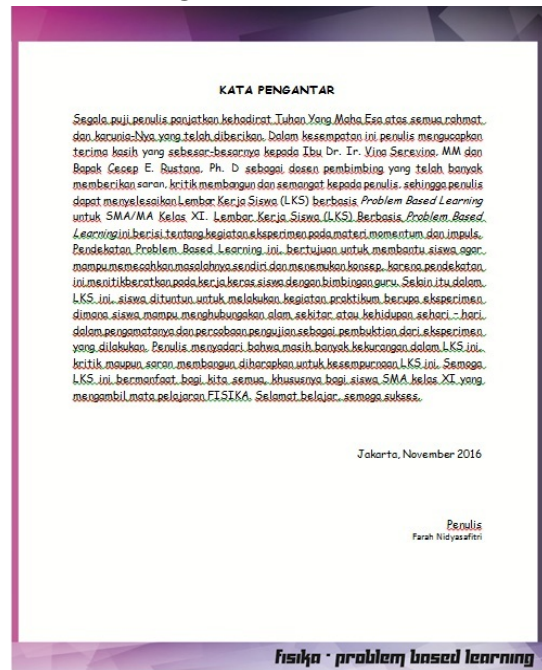 KATA PENGANTAR
Segala puji penulis panjatkan kehadirat Tuhan Yang Maha Esa atas semua rahmat
dan karunia-Nya yang telah diberikan. Dalam kesempatan ini penulis mengucapkan
terima kasih yang sebesar-besarnya kepada Ibu Dr. Ir. Vina Serevina, MM dan
Bapak Cecep E. Rustana, Ph. D sebagai dosen pembimbing yang telah banyak
memberikan saran, kritik membangun dan semangat kepada penulis, sehingga penulis
dapat menyelesaikan Lembar Kerja Siswa (LKS) berbasis Problem Based Learning
untuk SMA/MA Kelas XI. Lembar Kerja Siswa (LKS) Berbasis Problem Based
Learning ini berisi tentang kegiatan eksperimen pada materi momentum dan impuls.
Pendekatan Problem Based Learning ini, bertujuan untuk membantu siswa agar
mampu memecahkan masalahnya sendiri dan menemukan konsep, karena pendekatan
ini menitikberatkan pada kerja keras siswa dengan bimbingan guru. Selain itu dalam
LKS ini, siswa dituntun untuk melakukan kegiatan praktikum berupa eksperimen
dimana siswa mampu menghubungakan alam sekitar atau kehidupan sehari – hari
dalam pengamatanya dan percobaan pengujian sebagai pembuktian dari eksperimen
yang dilakukan. Penulis menyadari bahwa masih banyak kekurangan dalam LKS ini,
kritik maupun saran membangun diharapkan untuk kesempurnaan LKS ini. Semoga
LKS ini bermanfaat bagi kita semua, khususnya bagi siswa SMA kelas XI yang
mengambil mata pelajaran FISIKA. Selamat belajar, semoga sukses.
Jakarta, November 2016
Penulis
Farah Nidyasafitri
fisika - problem based learning